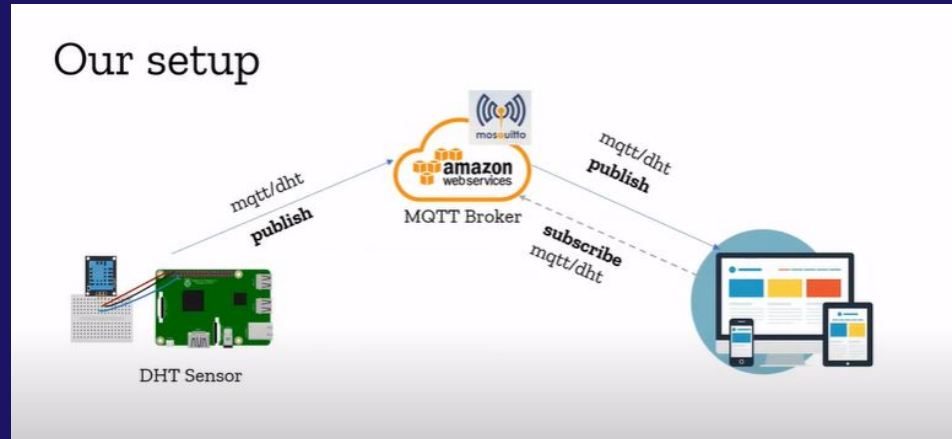 Our setup
mosquitto
amazon
webservices
MQTT Broker
mqtt/dht
publish
mqtt/dht
publish
subscribe
mqtt/dht
DHT Sensor